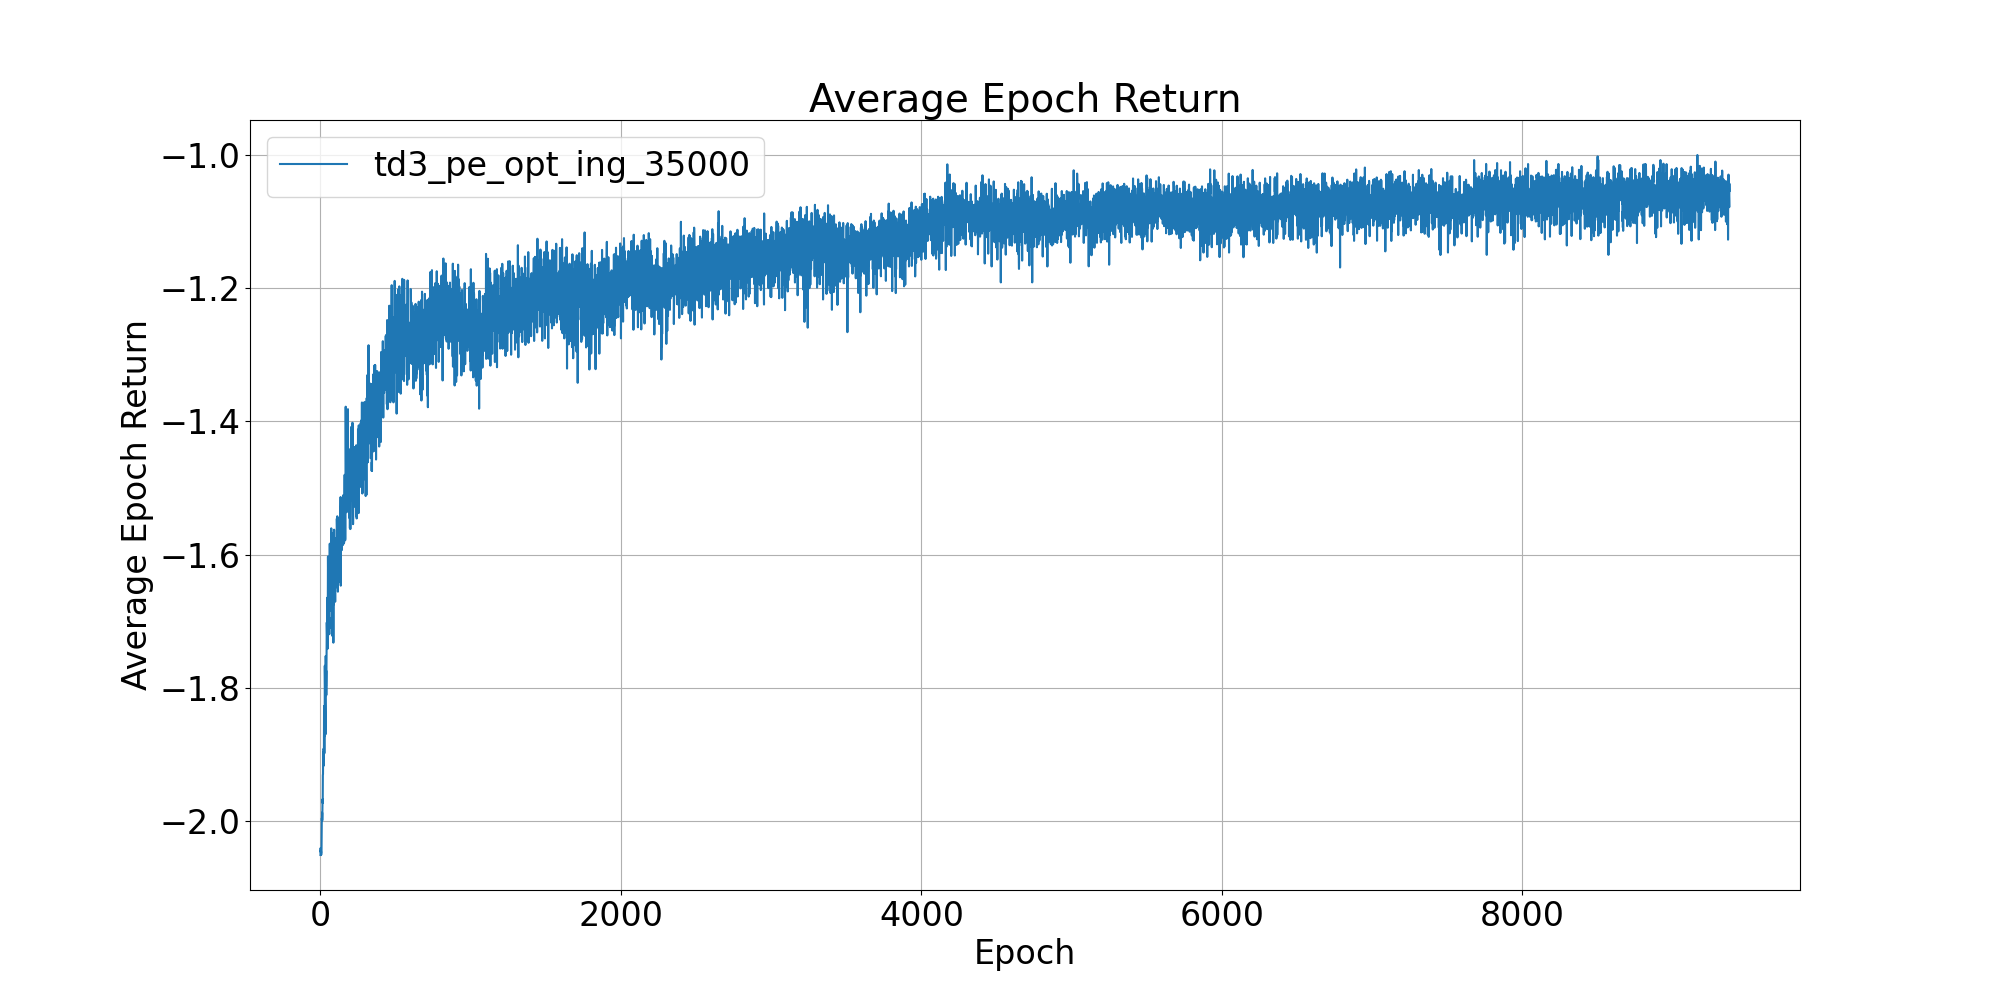 Average Epoch Return
td3_pe_opt_ing_35000
Average Epoch Return
−1.0
−1.2
−1.4
−1.6
−1.8
−2.0
0 2000 4000 6000 8000
Epoch